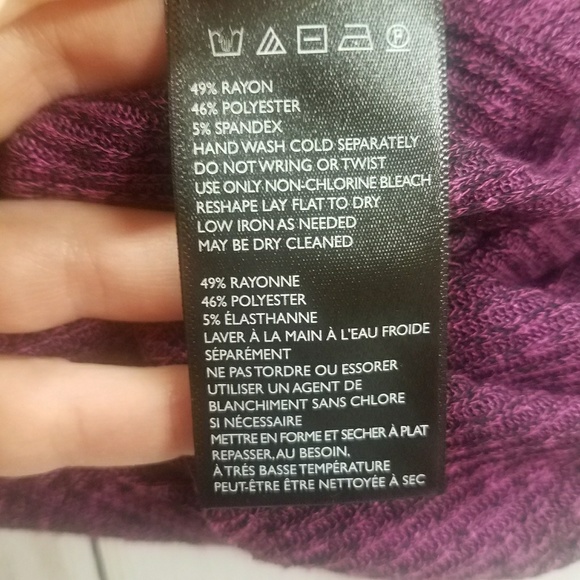 49% RAYON
46% POLYESTER
5% SPANDEX
HAND WASH COLD SEPARATELY
DO NOT WRING OR TWIST
USE ONLY NON-CHLORINE BLEACH
RESHAPE LAY FLAT TO DRY
LOW IRON AS NEEDED
MAY BE DRY CLEANED
49% RAYONNE
46% POLYESTER
5% ÉLASTHANNE
LAVER À LA MAIN À L'EAU FROIDE
SÉPARÉMENT
NE PAS TORDRE OU ESSORER
UTILISER UN AGENT DE
BLANCHIMENT SANS CHLORE
SI NÉCESSAIRE
METTRE EN FORME ET SECHER À PLAT
REPASSER, AU BESOIN,
À TRÉS BASSE TEMPÉRATURE
PEUT-ÊTRE ÊTRE NETTOYÉE À SEC